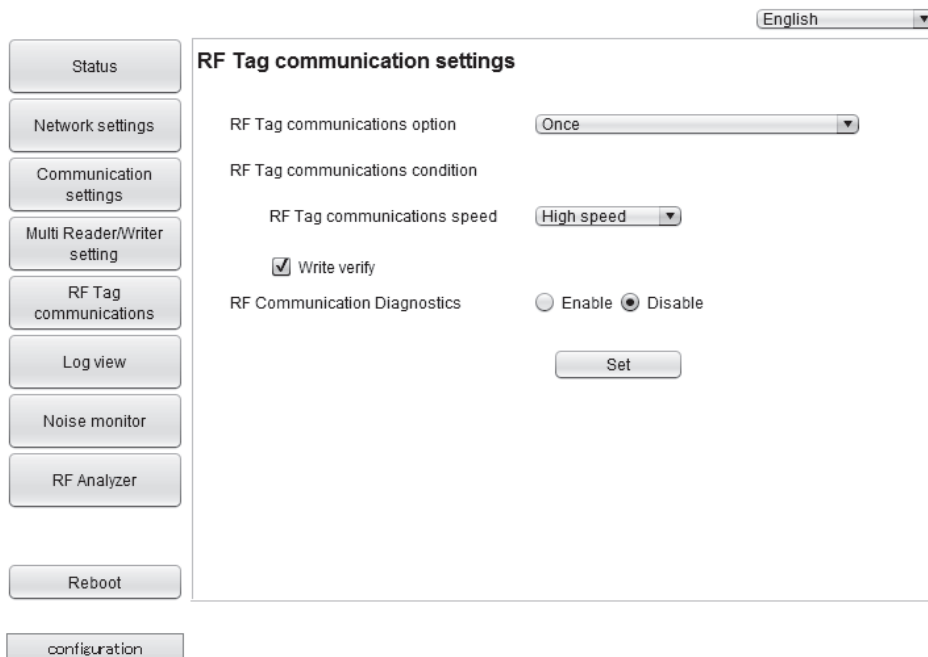 English
Status
Network settings
Communication
settings
Multi Reader/Writer
setting
RF Tag
communications
Log view
Noise monitor
RF Analyzer
Reboot
configuration
RF Tag communication settings
RF Tag communications option
Once
RF Tag communications condition
RF Tag communications speed
High speed
Write verify
RF Communication Diagnostics
Enable
Disable
Set